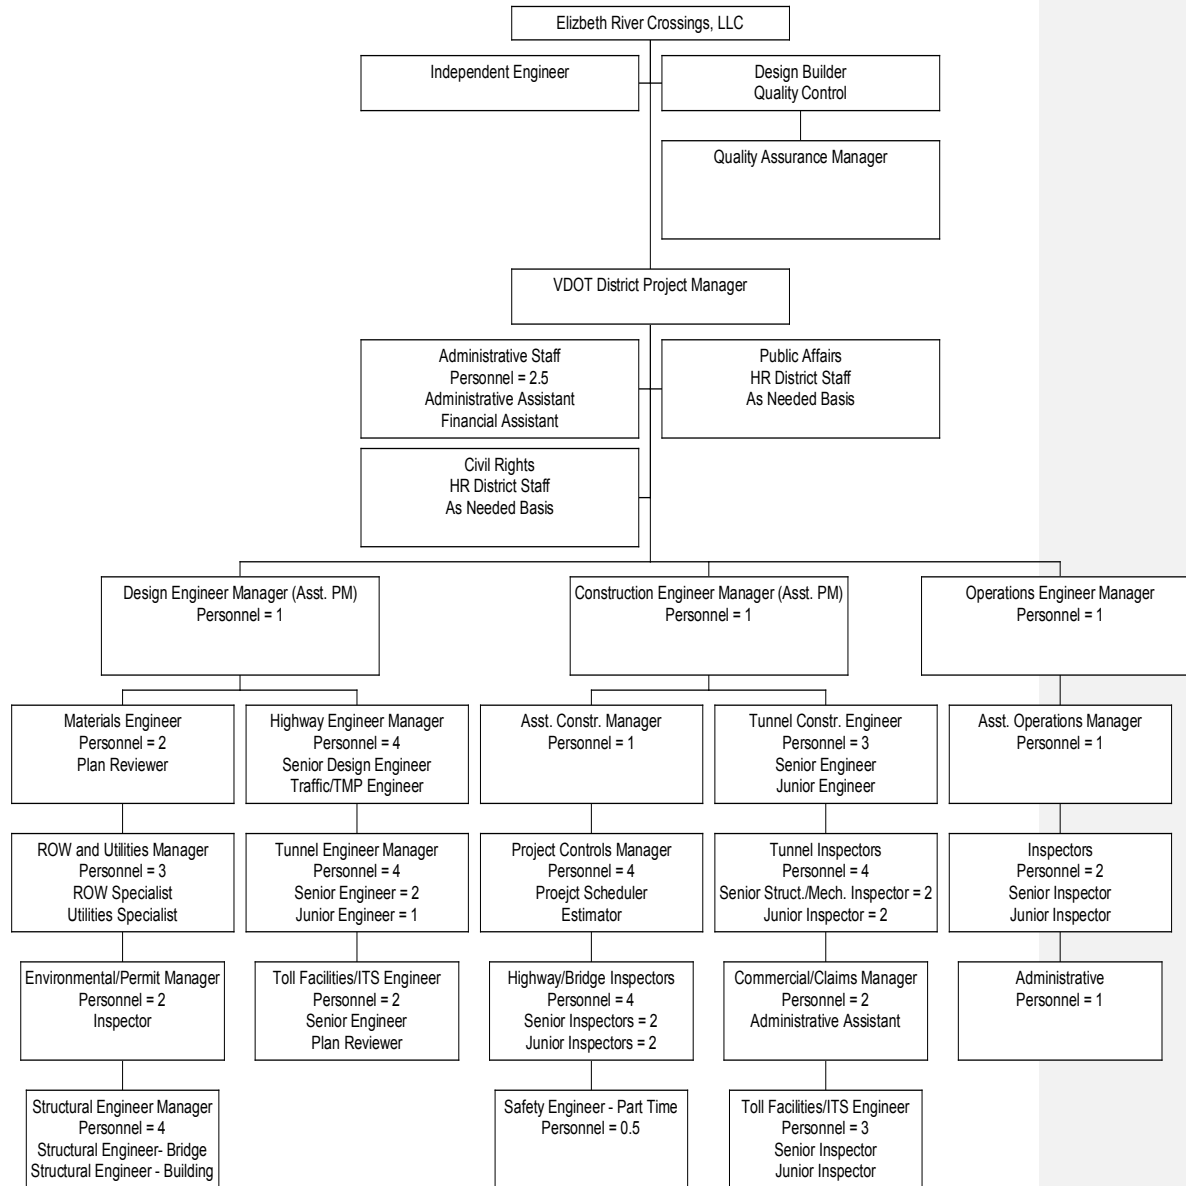 Elizbeth River Crossings, LLC
Independent Engineer
Design Builder
Quality Control
Quality Assurance Manager
VDOT District Project Manager
Administrative Staff
Personnel = 2.5
Administrative Assistant
Financial Assistant
Public Affairs
HR District Staff
As Needed Basis
Civil Rights
HR District Staff
As Needed Basis
Design Engineer Manager (Asst. PM)
Personnel = 1
Construction Engineer Manager (Asst. PM)
Personnel = 1
Operations Engineer Manager
Personnel = 1
Materials Engineer
Personnel = 2
Plan Reviewer
Highway Engineer Manager
Personnel = 4
Senior Design Engineer
Traffic/TMP Engineer
Asst. Constr. Manager
Personnel = 1
Tunnel Constr. Engineer
Personnel = 3
Senior Engineer
Junior Engineer
Asst. Operations Manager
Personnel = 1
ROW and Utilities Manager
Personnel = 3
ROW Specialist
Utilities Specialist
Tunnel Engineer Manager
Personnel = 4
Senior Engineer = 2
Junior Engineer = 1
Project Controls Manager
Personnel = 4
Proejct Scheduler
Estimator
Tunnel Inspectors
Personnel = 4
Senior Struct./Mech. Inspector = 2
Junior Inspector = 2
Inspectors
Personnel = 2
Senior Inspector
Junior Inspector
Environmental/Permit Manager
Personnel = 2
Inspector
Toll Facilities/ITS Engineer
Personnel = 2
Senior Engineer
Plan Reviewer
Highway/Bridge Inspectors
Personnel = 4
Senior Inspectors = 2
Junior Inspectors = 2
Commercial/Claims Manager
Personnel = 2
Administrative Assistant
Administrative
Personnel = 1
Structural Engineer Manager
Personnel = 4
Structural Engineer- Bridge
Structural Engineer - Building
Safety Engineer - Part Time
Personnel = 0.5
Toll Facilities/ITS Engineer
Personnel = 3
Senior Inspector
Junior Inspector